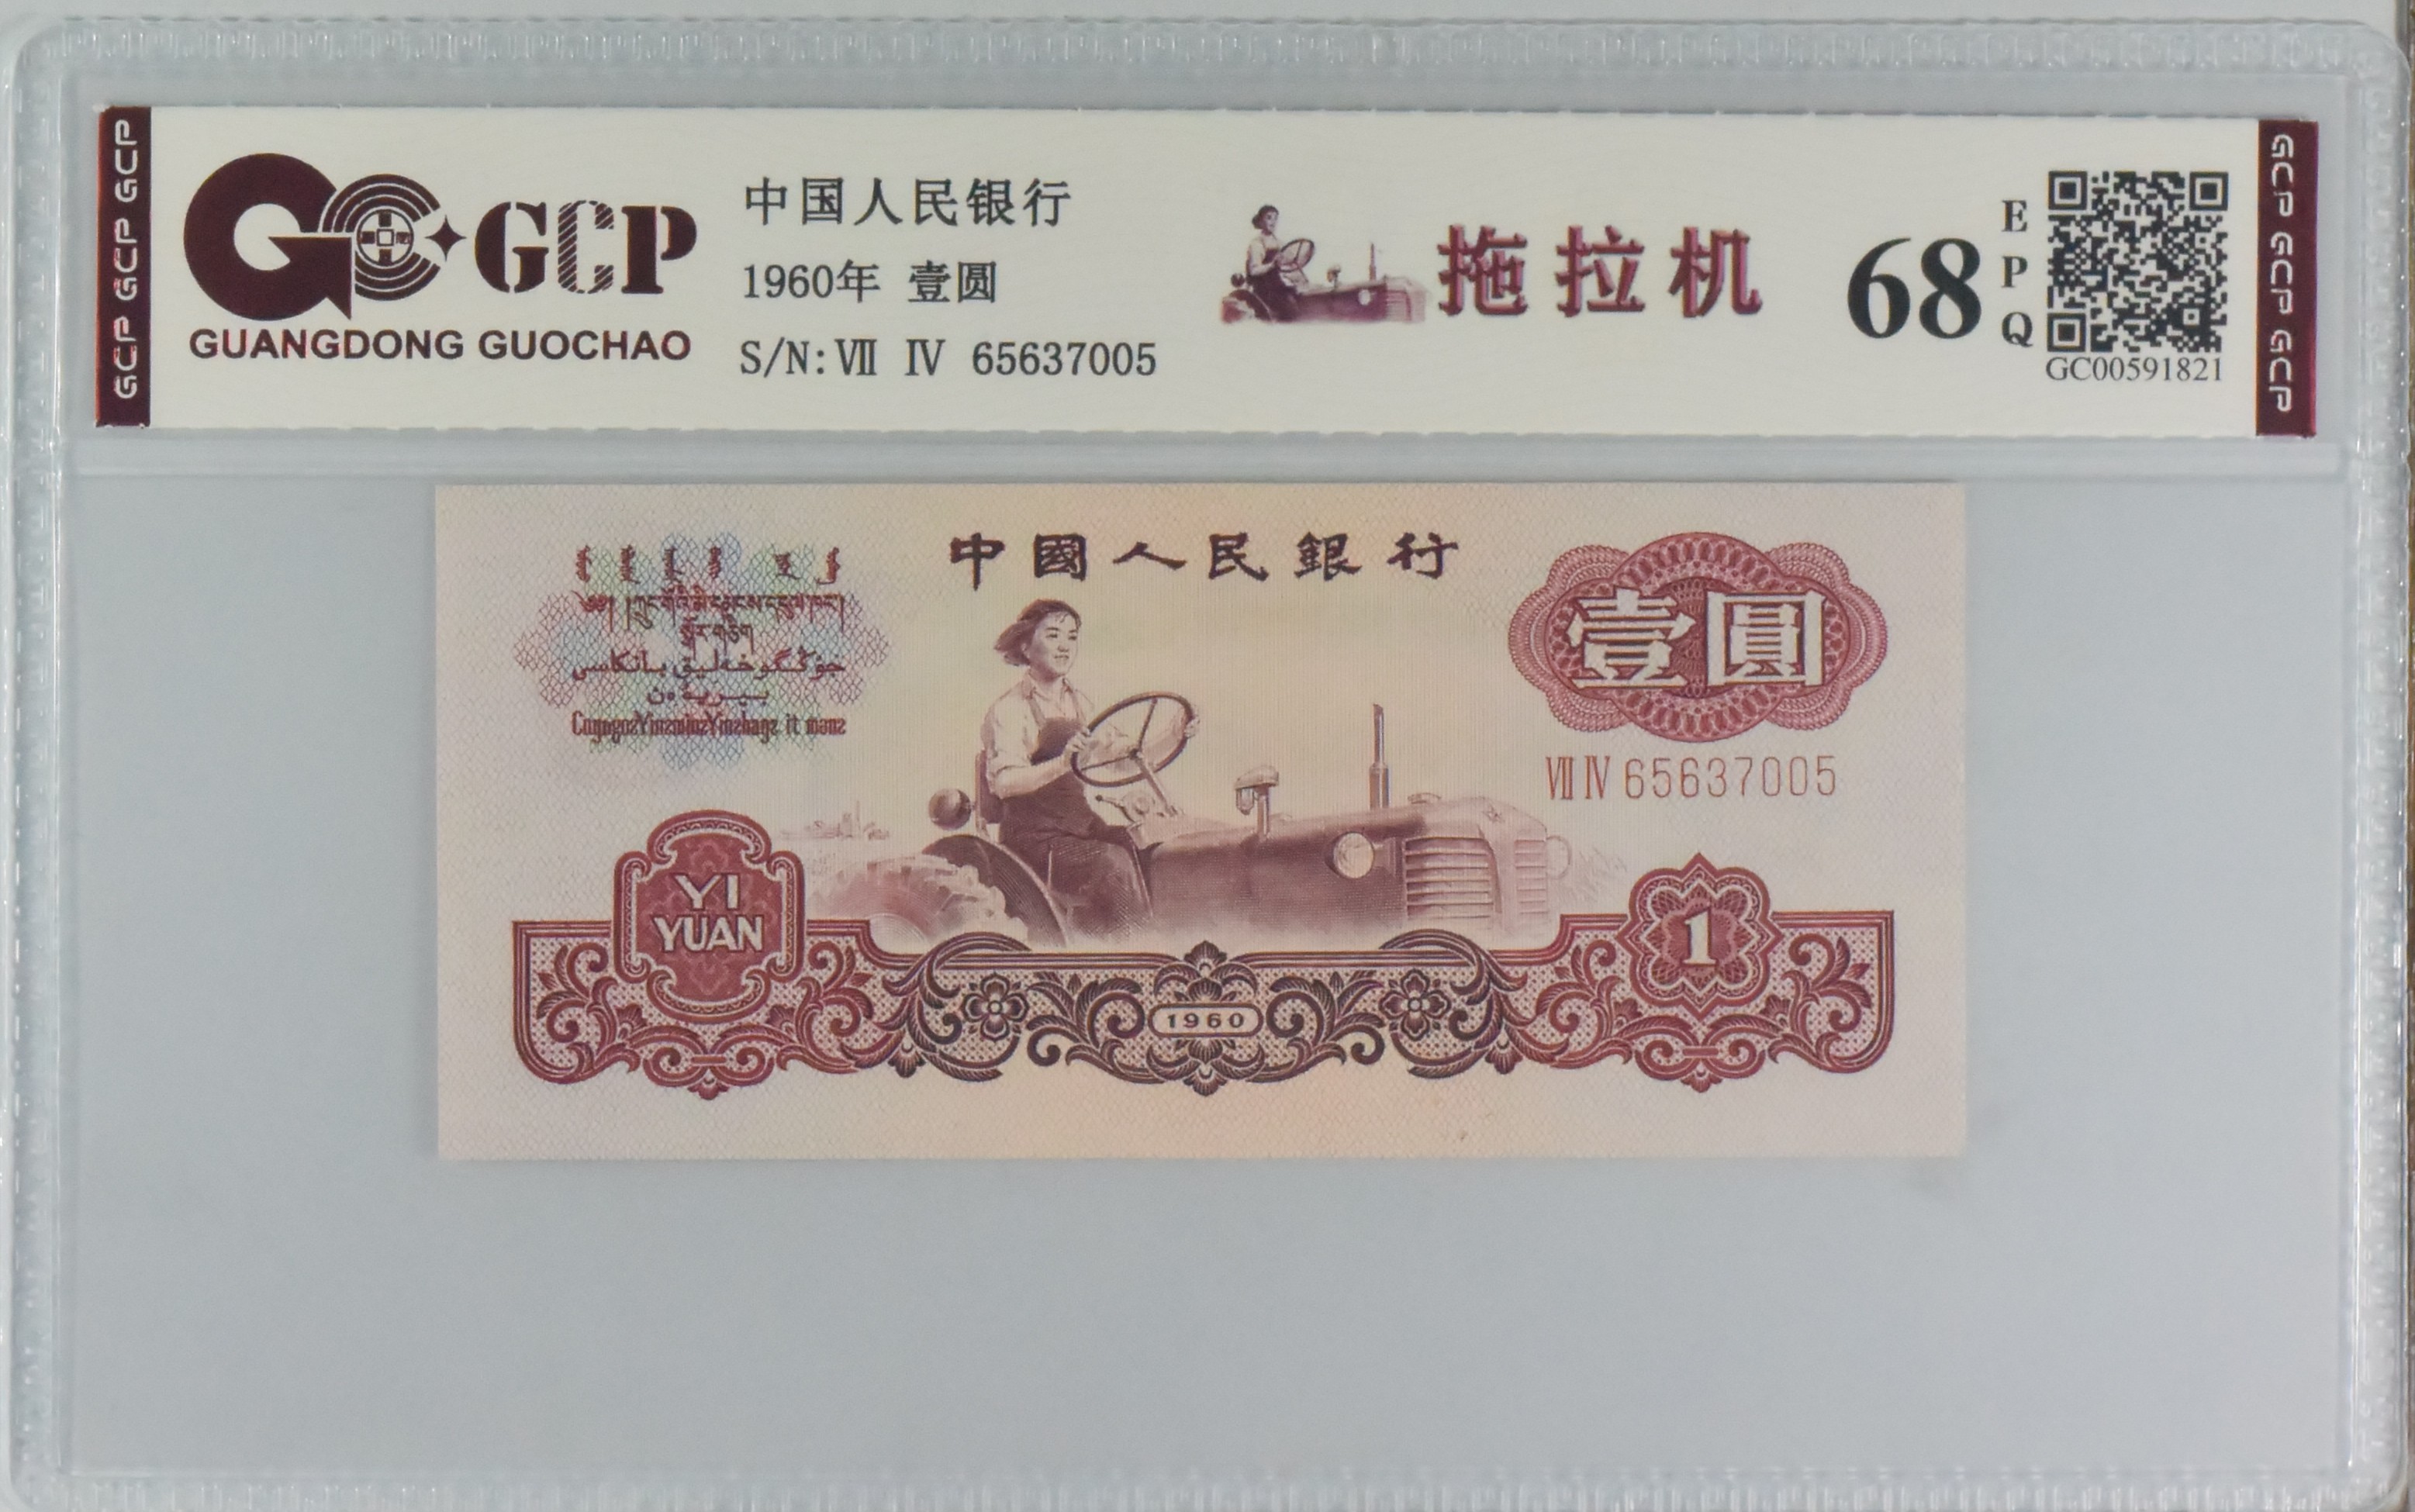 GCP GCP GCP
GCP
GUANGDONG GUOCHAO
中国人民银行
1960年 壹圆
S/N: Ⅶ Ⅳ 65637005
拖拉机
68
EPQ
GC00591821
GCP GCP GCP
中國人民銀行
壹圓
Ⅶ Ⅳ 65637005
YI
YUAN
1
1960